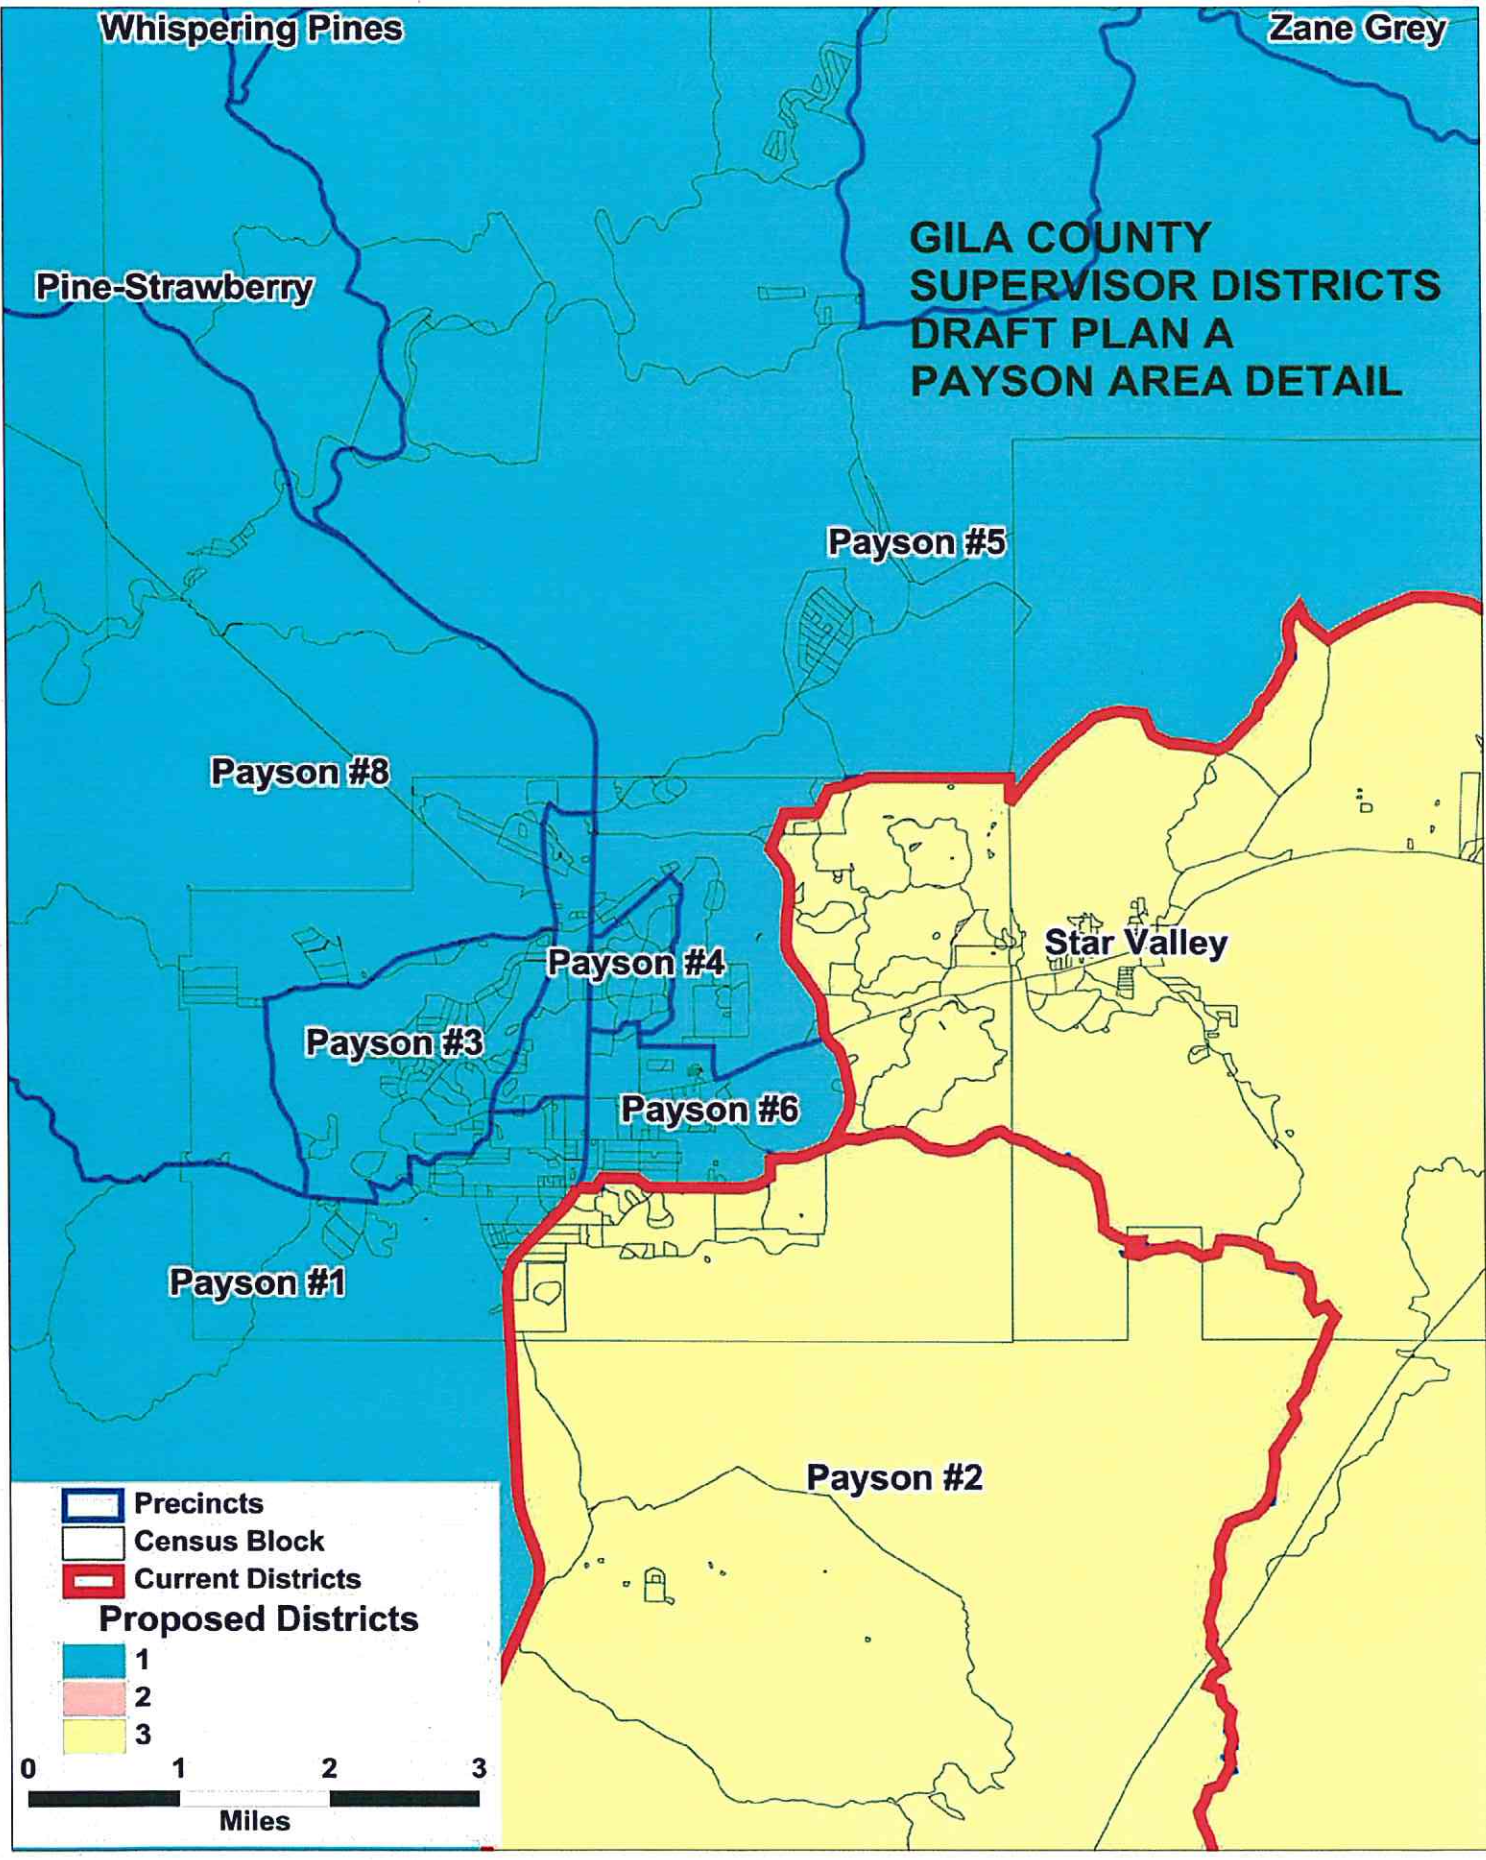 Whispering Pines
Zane Grey
GILA COUNTY
SUPERVISOR DISTRICTS
DRAFT PLAN A
PAYSON AREA DETAIL
Pine-Strawberry
Payson #5
Payson #8
Star Valley
Payson #4
Payson #3
Payson #6
Payson #1
Payson #2
Precincts
Census Block
Current Districts
Proposed Districts
1
2
3
0 1 2 3
Miles